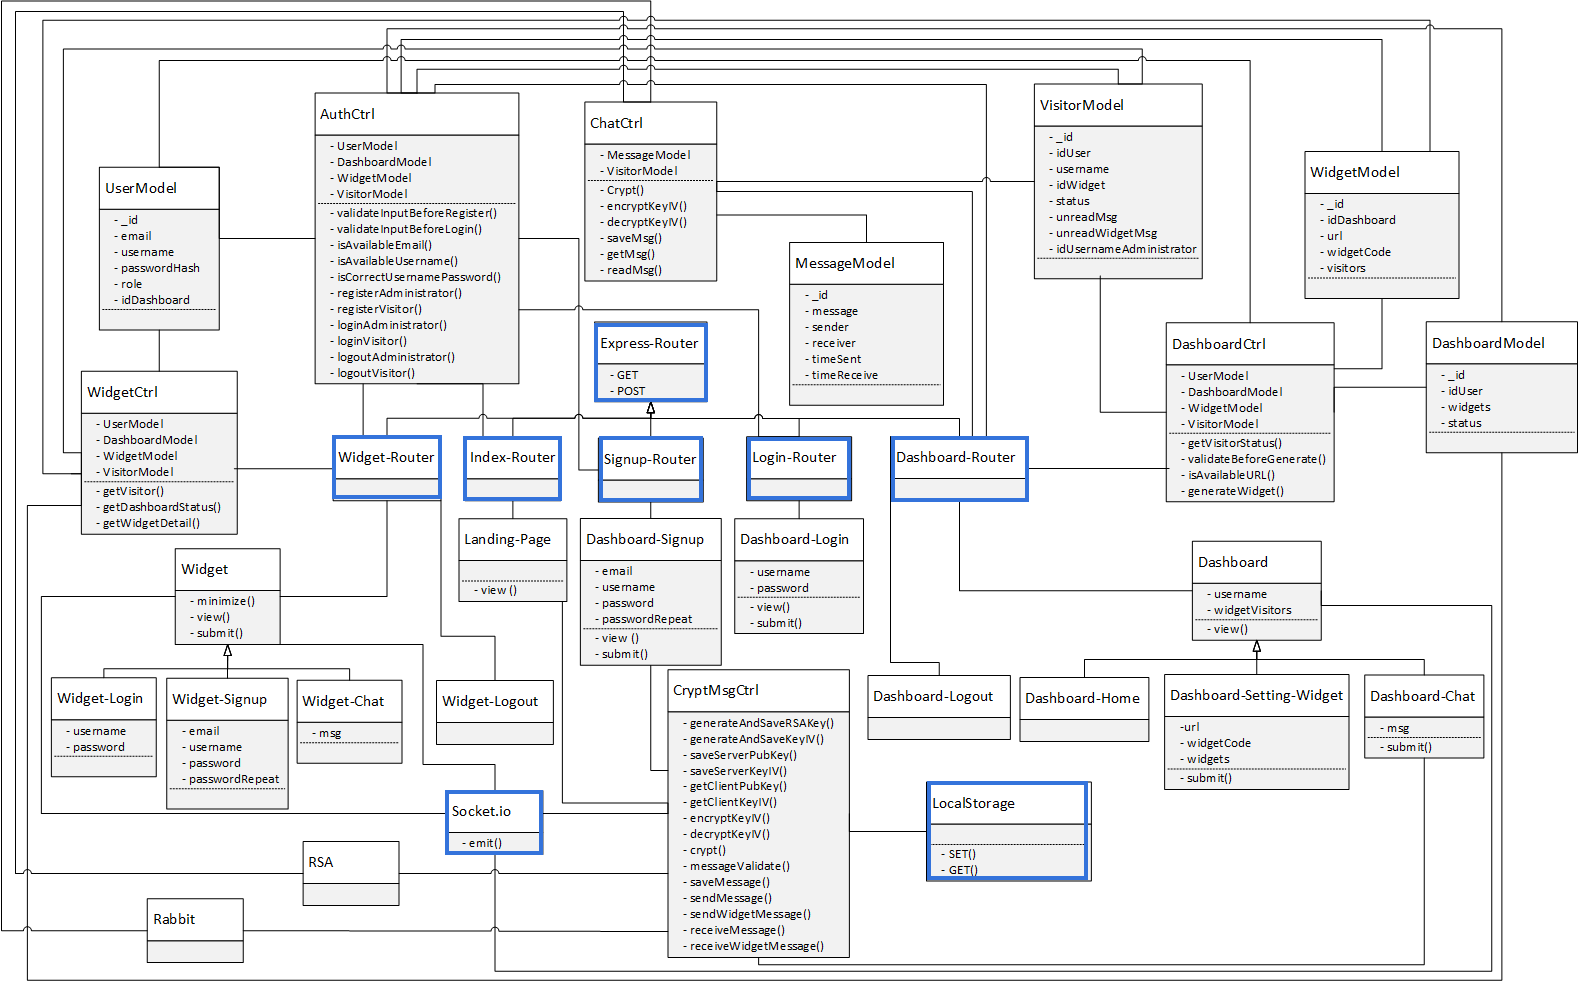 AuthCtrl
- UserModel
- DashboardModel
- WidgetModel
- VisitorModel
- validateInputBeforeRegister()
- validateInputBeforeLogin()
- isAvailableEmail()
- isAvailableUsername()
- isCorrectUsernamePassword()
- registerAdministrator()
- registerVisitor()
- loginAdministrator()
- loginVisitor()
- logoutAdministrator()
- logoutVisitor()
ChatCtrl
- MessageModel
- VisitorModel
- Crypt()
- encryptKeyIV()
- decryptKeyIV()
- saveMsg()
- getMsg()
- readMsg()
VisitorModel
- _id
- idUser
- username
- idWidget
- status
- unreadMsg
- unreadWidgetMsg
- idUsernameAdministrator
WidgetModel
- _id
- idDashboard
- url
- widgetCode
- visitors
UserModel
- _id
- email
- username
- passwordHash
- role
- idDashboard
MessageModel
- _id
- message
- sender
- receiver
- timeSent
- timeReceive
Express-Router
- GET
- POST
DashboardCtrl
- UserModel
- DashboardModel
- WidgetModel
- VisitorModel
- getVisitorStatus()
- validateBeforeGenerate()
- isAvailableURL()
- generateWidget()
DashboardModel
- _id
- idUser
- widgets
- status
WidgetCtrl
- UserModel
- DashboardModel
- WidgetModel
- VisitorModel
- getVisitor()
- getDashboardStatus()
- getWidgetDetail()
Widget-Router
Index-Router
Signup-Router
Login-Router
Dashboard-Router
Landing-Page
- view ()
Dashboard-Signup
- email
- username
- password
- passwordRepeat
- view ()
- submit()
Dashboard-Login
- username
- password
- view()
- submit()
Widget
- minimize()
- view()
- submit()
Dashboard
- username
- widgetVisitors
- view()
Widget-Login
- username
- password
Widget-Signup
- email
- username
- password
- passwordRepeat
Widget-Chat
- msg
Widget-Logout
CryptMsgCtrl
- generateAndSaveRSAKey()
- generateAndSaveKeyIV()
- saveServerPubKey()
- saveServerKeyIV()
- getClientPubKey()
- getClientKeyIV()
- encryptKeyIV()
- decryptKeyIV()
- crypt()
- messageValidate()
- saveMessage()
- sendMessage()
- sendWidgetMessage()
- receiveMessage()
- receiveWidgetMessage()
Dashboard-Logout
Dashboard-Home
Dashboard-Setting-Widget
-url
- widgetCode
- widgets
- submit()
Dashboard-Chat
- msg
- submit()
Socket.io
- emit()
LocalStorage
- SET()
- GET()
RSA
Rabbit